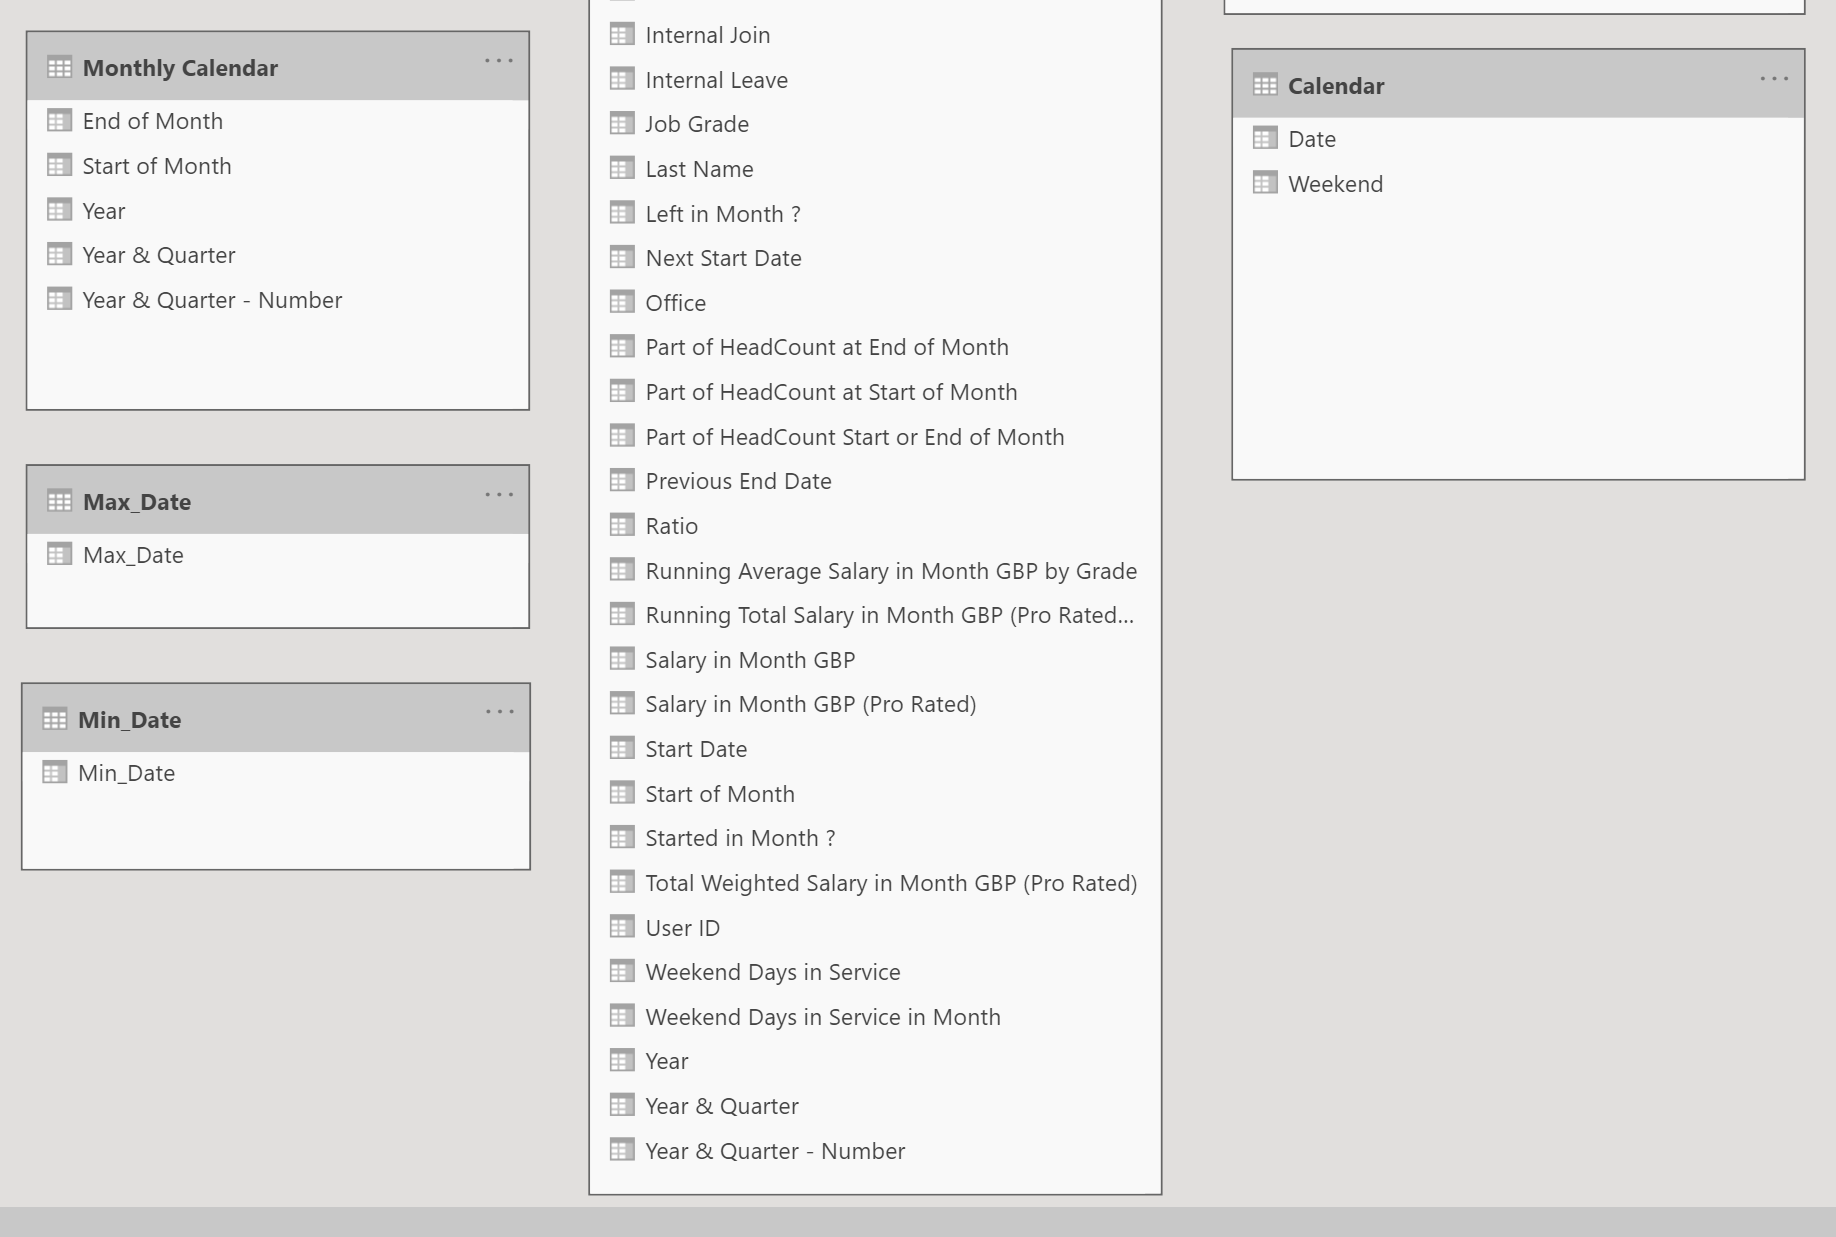 Monthly Calendar
End of Month
Start of Month
Year
Year & Quarter
Year & Quarter - Number
Max_Date
Max_Date
Min_Date
Min_Date
Internal Join
Internal Leave
Job Grade
Last Name
Left in Month ?
Next Start Date
Office
Part of HeadCount at End of Month
Part of HeadCount at Start of Month
Part of HeadCount Start or End of Month
Previous End Date
Ratio
Running Average Salary in Month GBP by Grade
Running Total Salary in Month GBP (Pro Rated...
Salary in Month GBP
Salary in Month GBP (Pro Rated)
Start Date
Start of Month
Started in Month ?
Total Weighted Salary in Month GBP (Pro Rated)
User ID
Weekend Days in Service
Weekend Days in Service in Month
Year
Year & Quarter
Year & Quarter - Number
Calendar
Date
Weekend